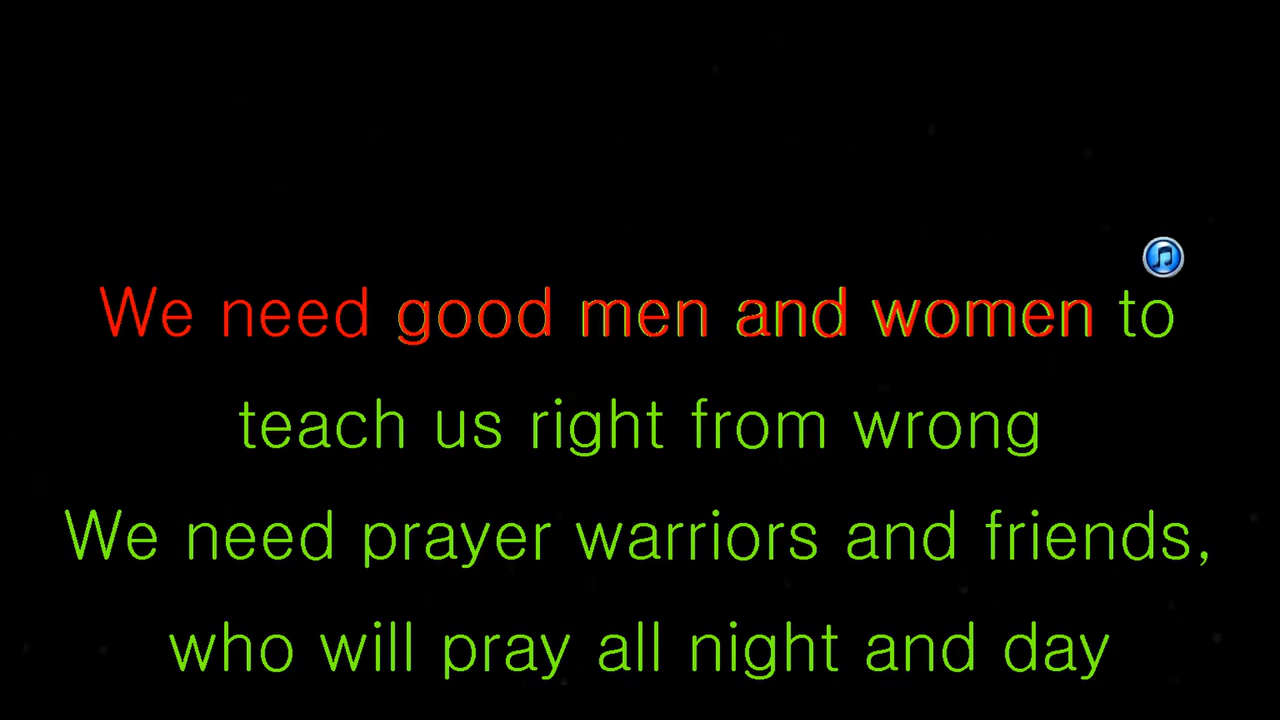 We need good men and women to
teach us right from wrong
We need prayer warriors and friends,
who will pray all night and day